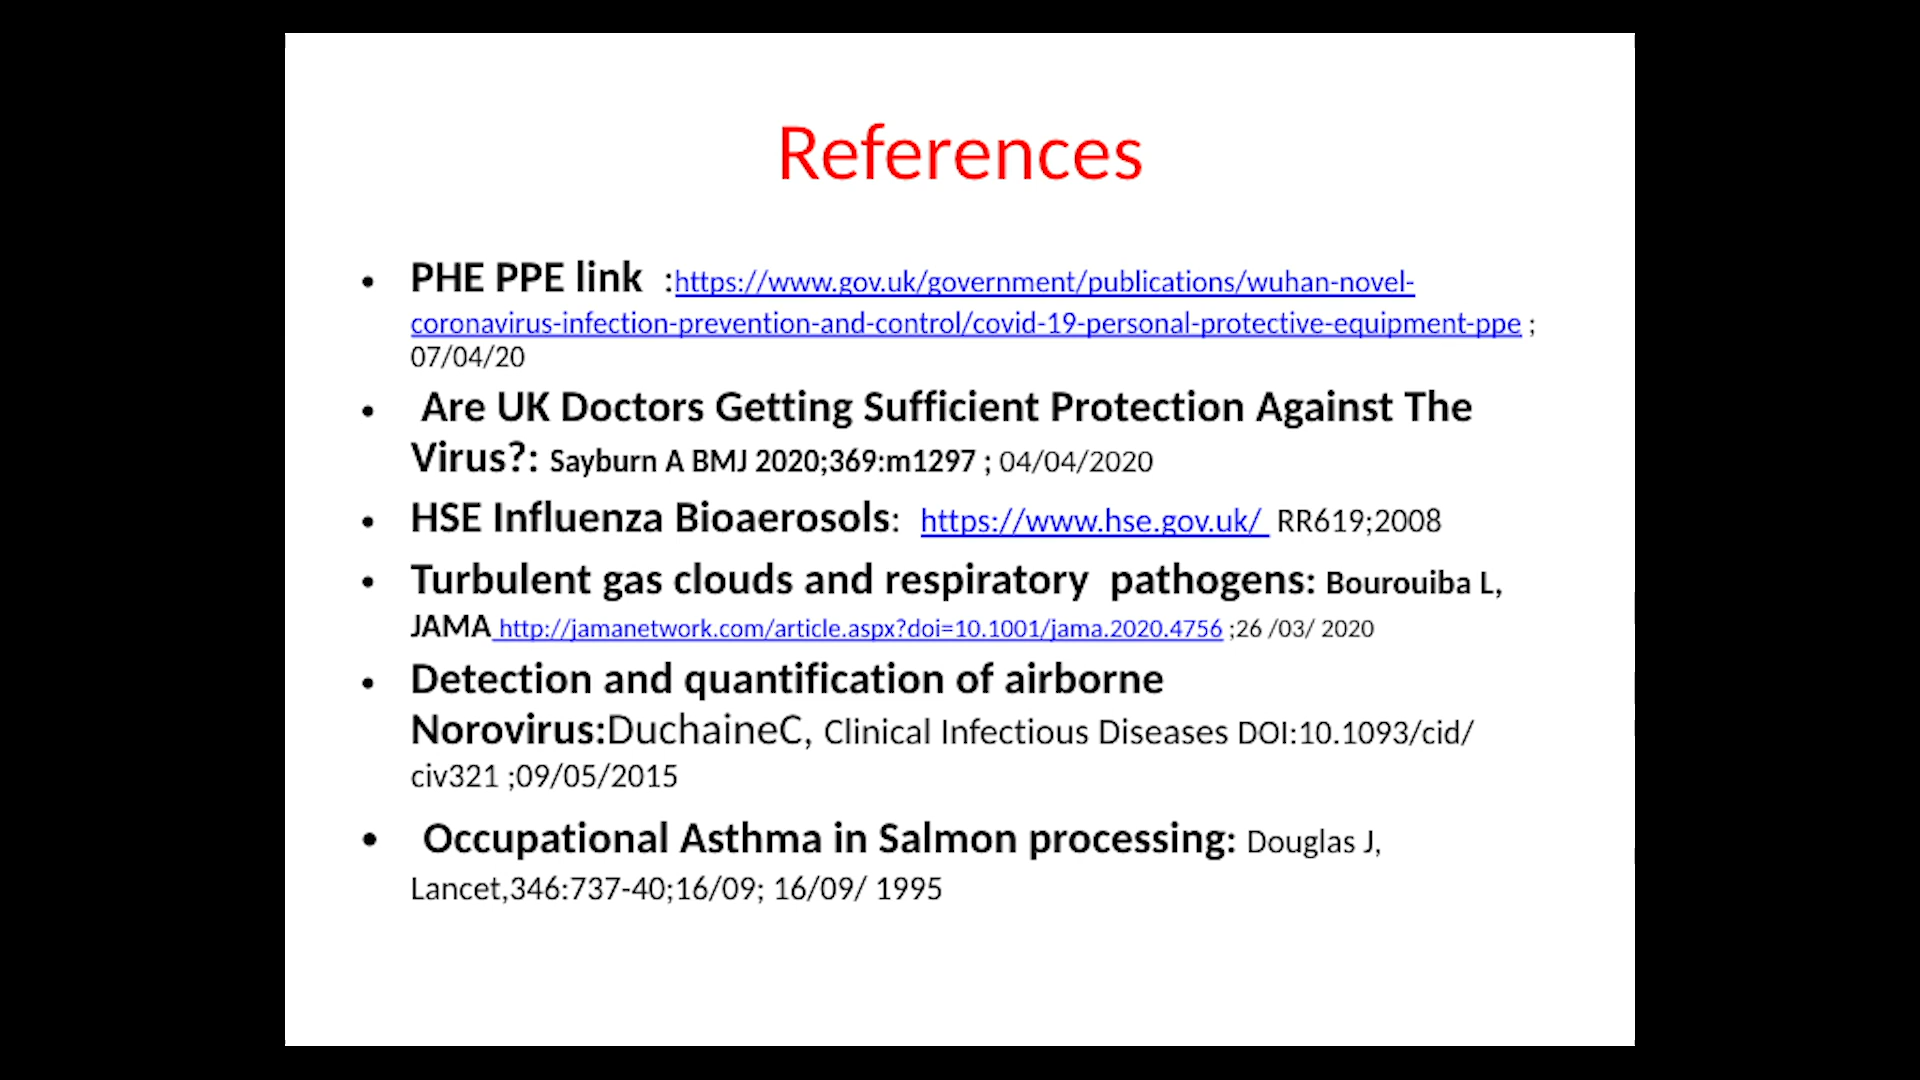 References
• PHE PPE link :https://www.gov.uk/government/publications/wuhan-novel-
coronavirus-infection-prevention-and-control/covid-19-personal-protective-equipment-ppe ;
07/04/20
• Are UK Doctors Getting Sufficient Protection Against The
Virus?: Sayburn A BMJ 2020;369:m1297 ; 04/04/2020
• HSE Influenza Bioaerosols: https://www.hse.gov.uk/ RR619;2008
• Turbulent gas clouds and respiratory pathogens: Bourouiba L,
JAMA http://jamanetwork.com/article.aspx?doi=10.1001/jama.2020.4756 ;26 /03/ 2020
• Detection and quantification of airborne
Norovirus:DuchaineC, Clinical Infectious Diseases DOI:10.1093/cid/
civ321 ;09/05/2015
• Occupational Asthma in Salmon processing: Douglas J,
Lancet,346:737-40;16/09; 16/09/ 1995